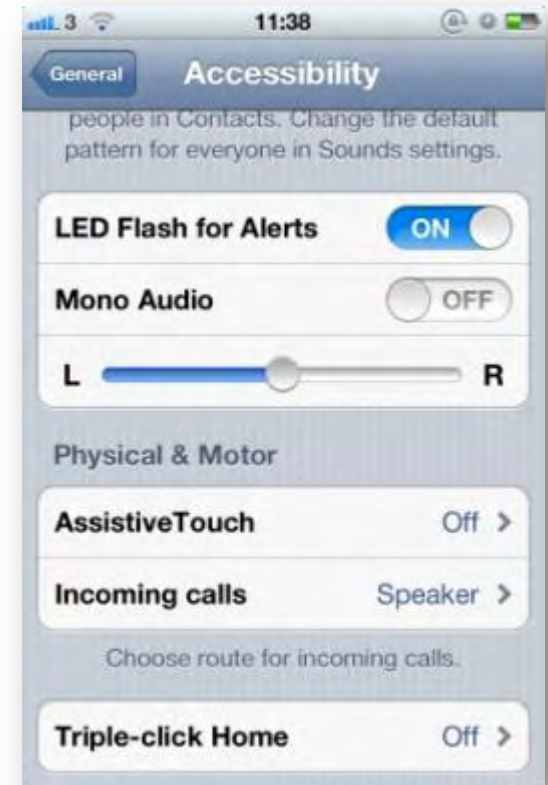 3 11:38
General Accessibility
people in Contacts. Change the default
pattern for everyone in Sounds settings.
LED Flash for Alerts ON
Mono Audio OFF
L R
Physical & Motor
AssistiveTouch Off
Incoming calls Speaker
Choose route for incoming calls.
Triple-click Home Off